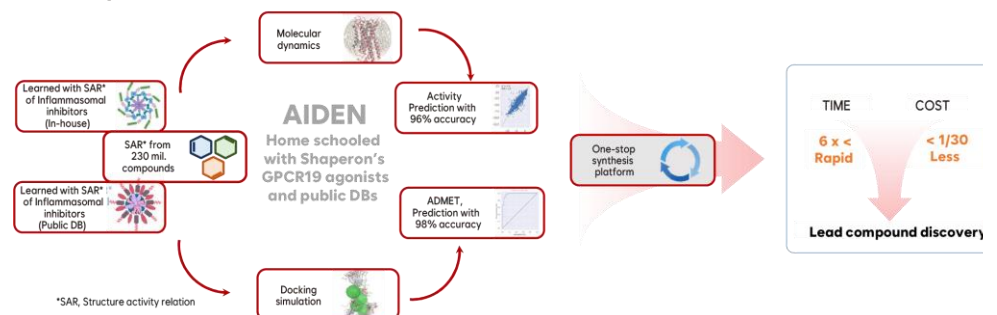 Molecular
dynamics
Learned with SAR*
of Inflammasomal
inhibitors
(In-house)
SAR* from
230 mil.
compounds
Learned with SAR*
of Inflammasomal
inhibitors
(Public DB)
AIDEN
Home schooled
with Shaperon's
GPCR19 agonists
and public DBs
Activity
Prediction with
96% accuracy
ADMET,
Prediction with
98% accuracy
Docking
simulation
*SAR, Structure activity relation
One-stop
synthesis
platform
TIME
COST
6 x <
Rapid
< 1/30
Less
Lead compound discovery